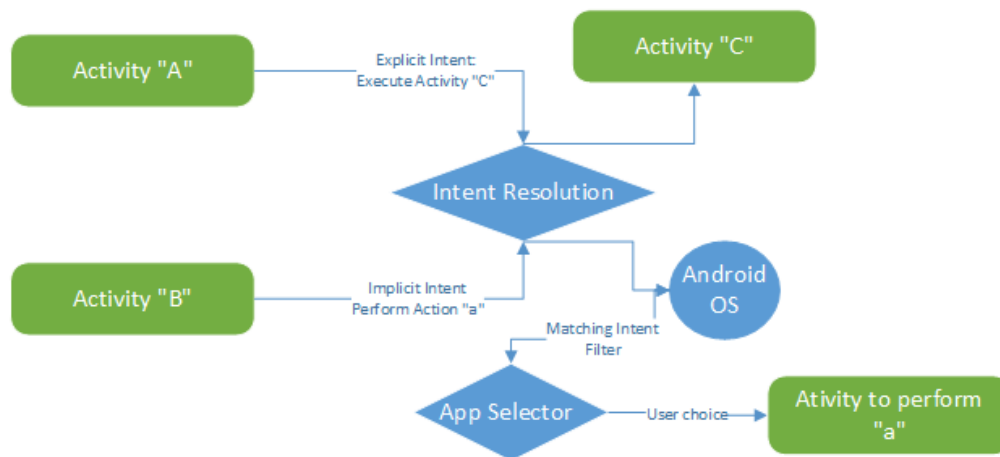 Activity "A"
Explicit Intent:
Execute Activity "C"
Activity "C"
Intent Resolution
Activity "B"
Implicit Intent
Perform Action "a"
Android
OS
Matching Intent
Filter
App Selector
User choice
Ativity to perform
"a"